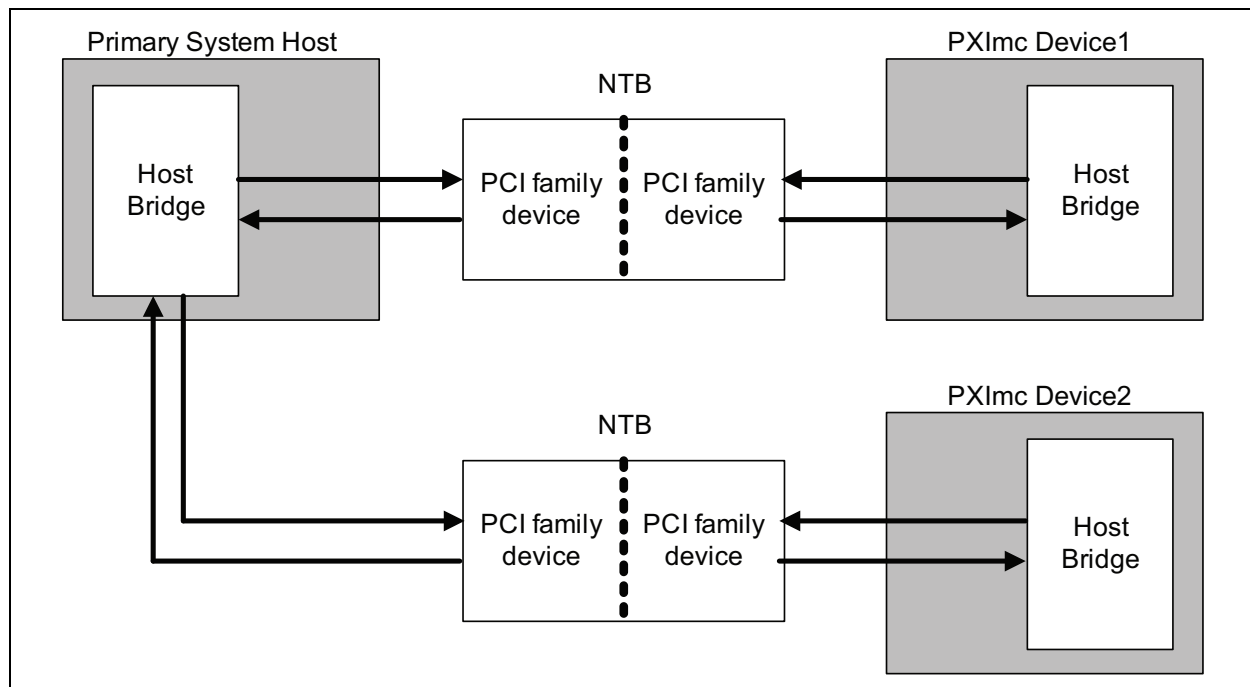 Primary System Host
PXImc Device1
NTB
Host
Bridge
PCI family
device
PCI family
device
Host
Bridge
PXImc Device2
NTB
PCI family
device
PCI family
device
Host
Bridge